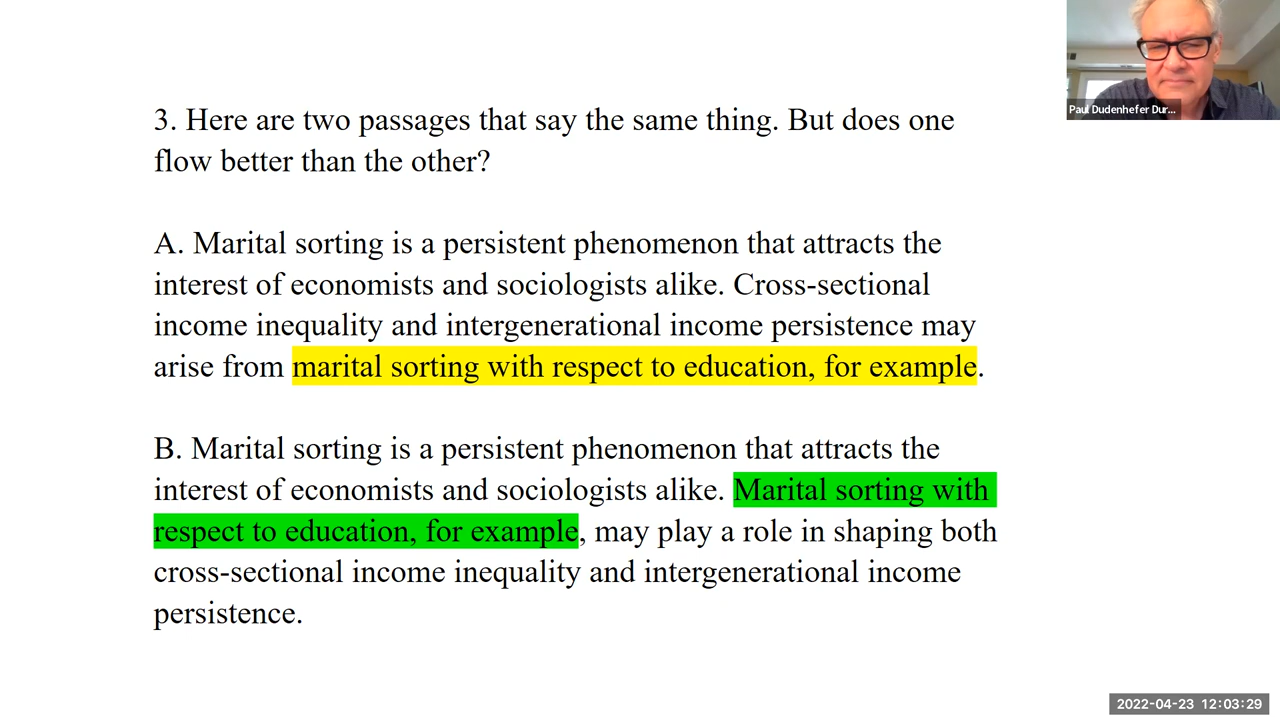 Paul Dudenhefer Dur...
3. Here are two passages that say the same thing. But does one
flow better than the other?
A. Marital sorting is a persistent phenomenon that attracts the
interest of economists and sociologists alike. Cross-sectional
income inequality and intergenerational income persistence may
arise from marital sorting with respect to education, for example.
B. Marital sorting is a persistent phenomenon that attracts the
interest of economists and sociologists alike. Marital sorting with
respect to education, for example, may play a role in shaping both
cross-sectional income inequality and intergenerational income
persistence.
2022-04-23 12:03:29